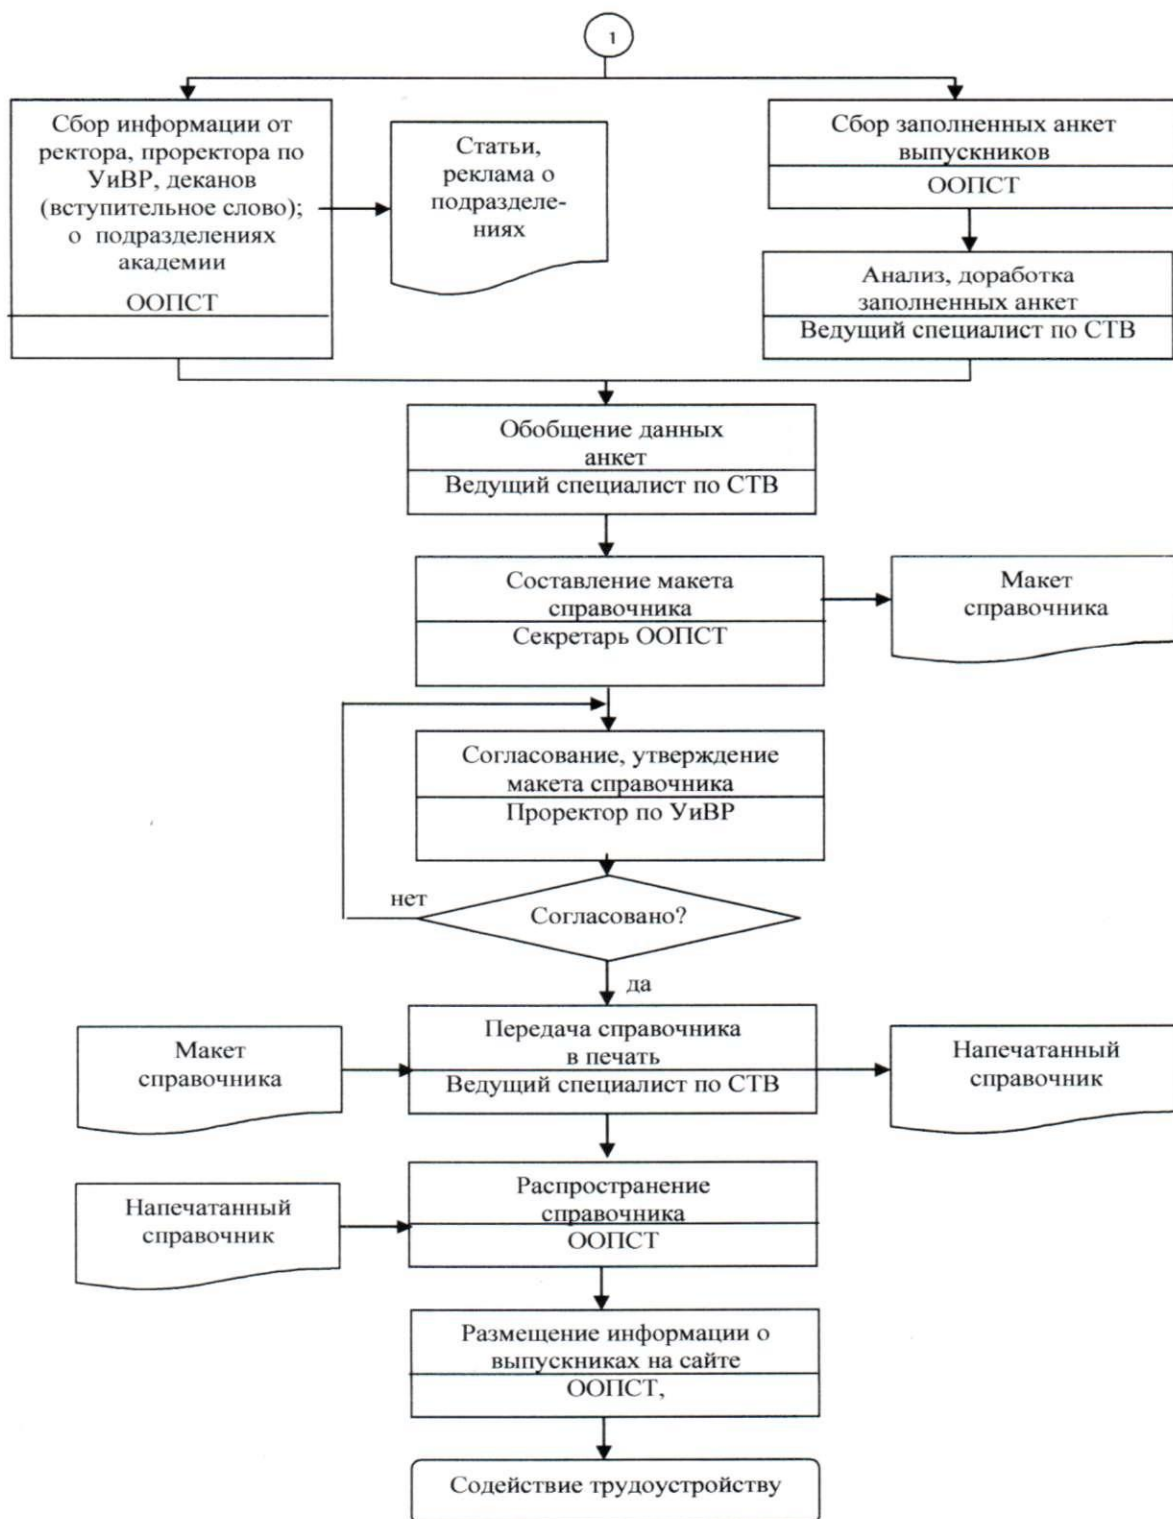 1
Сбор информации от
ректора, проректора по
УиВР, деканов
(вступительное слово);
о подразделениях
академии
ООПСТ
Статьи,
реклама о
подразделе-
ниях
Сбор заполненных анкет
выпускников
ООПСТ
Анализ, доработка
заполненных анкет
Ведущий специалист по СТВ
Обобщение данных
анкет
Ведущий специалист по СТВ
Составление макета
справочника
Секретарь ООПСТ
Макет
справочника
Согласование, утверждение
макета справочника
Проректор по УиВР
нет
Согласовано?
да
Макет
справочника
Передача справочника
в печать
Ведущий специалист по СТВ
Напечатанный
справочник
Напечатанный
справочник
Распространение
справочника
ООПСТ
Размещение информации о
выпускниках на сайте
ООПСТ,
Содействие трудоустройству